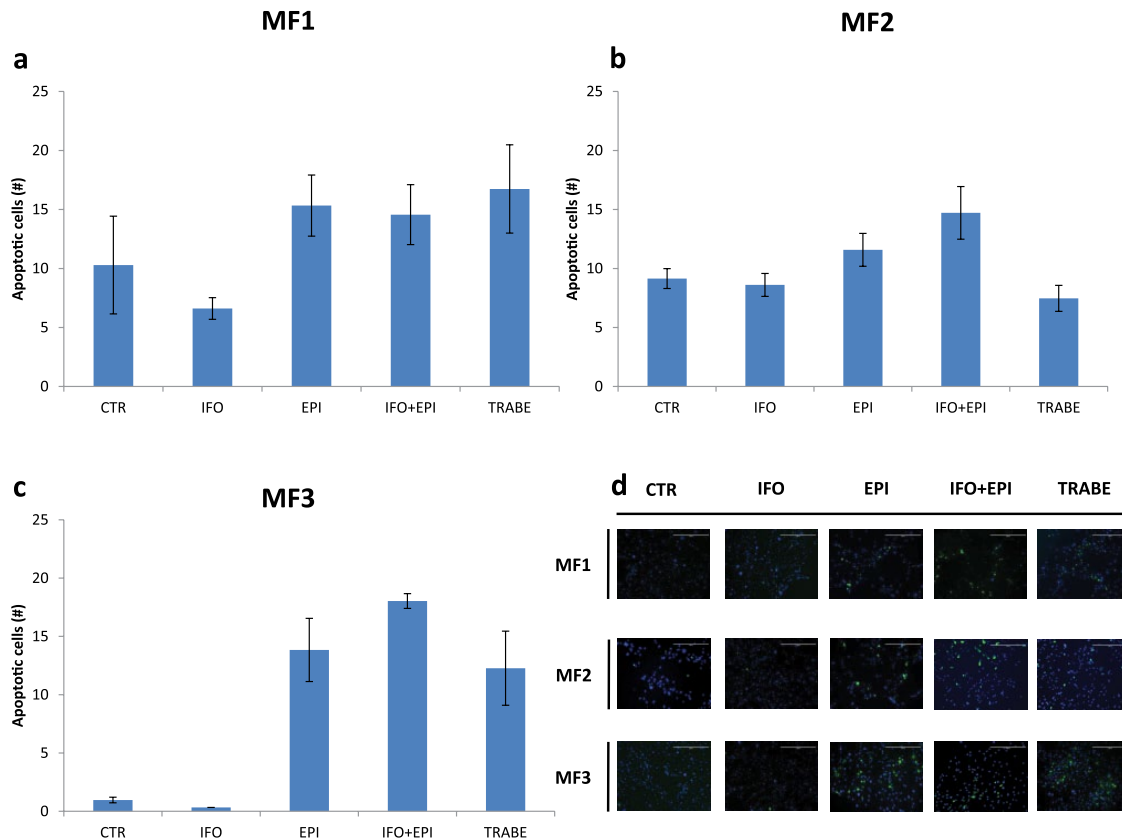 MF1
MF2
a
b
25
20
15
10
5
0
Apoptotic cells (#)
CTR IFO EPI IFO+EPI TRABE
25
20
15
10
5
0
Apoptotic cells (#)
CTR IFO EPI IFO+EPI TRABE
c
MF3
25
20
15
10
5
0
Apoptotic cells (#)
CTR IFO EPI IFO+EPI TRABE
d
CTR IFO EPI IFO+EPI TRABE
MF1
MF2
MF3